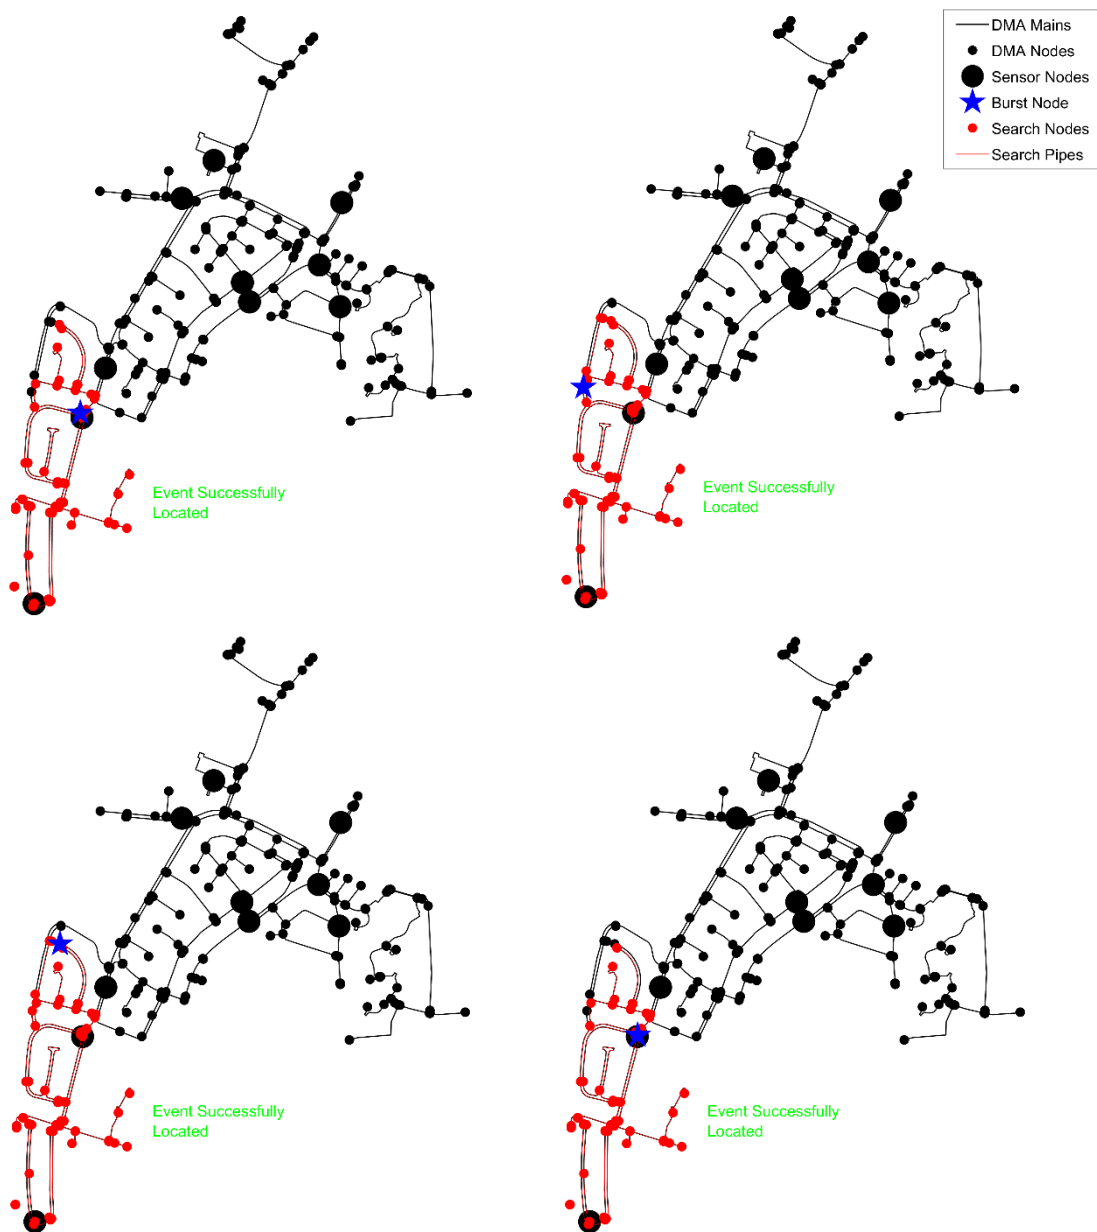 DMA Mains
DMA Nodes
Sensor Nodes
Burst Node
Search Nodes
Search Pipes
Event Successfully
Located
Event Successfully
Located
Event Successfully
Located
Event Successfully
Located